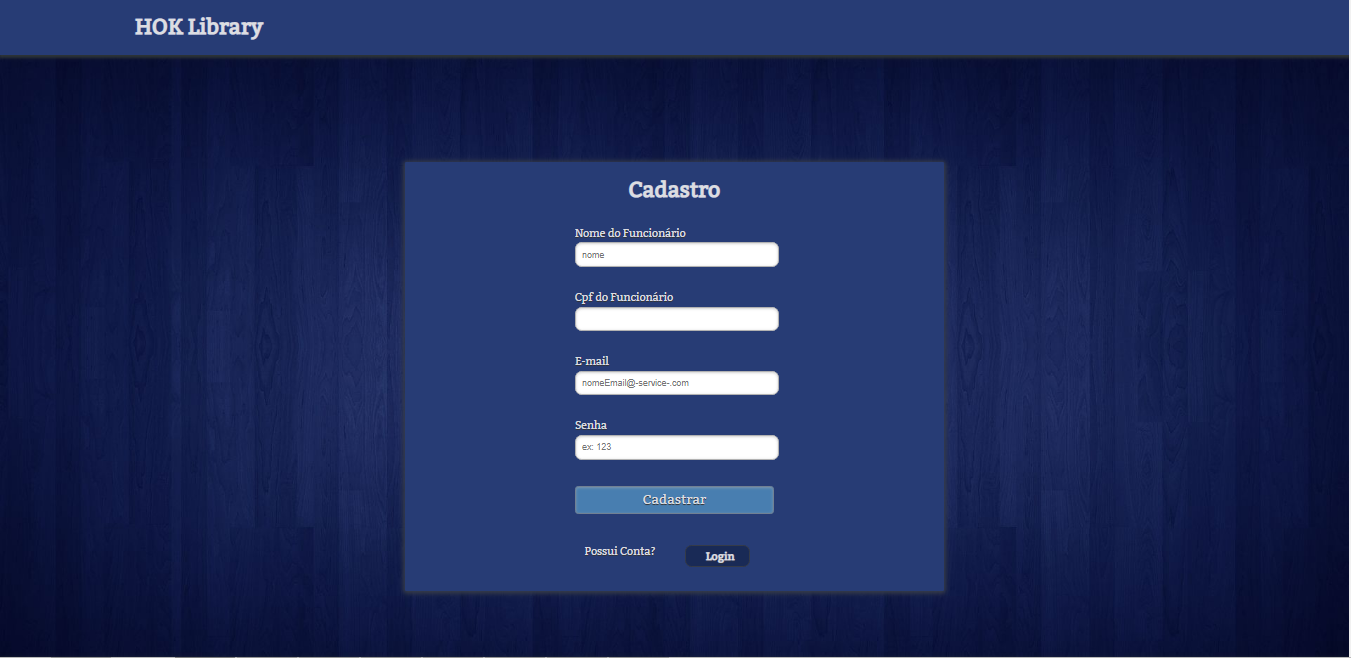 HOK Library
Cadastro
Nome do Funcionário
nome
Cpf do Funcionário
E-mail
nomeEmail@-service-.com
Senha
ex: 123
Cadastrar
Possui Conta? Login